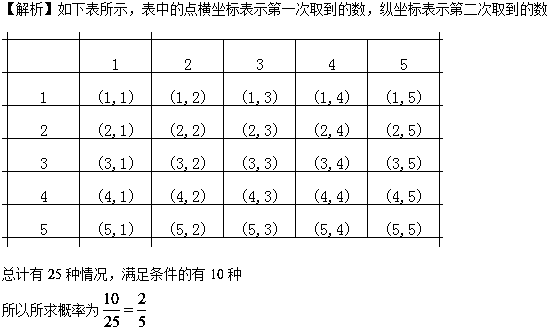 【解析】如下表所示，表中的点横坐标表示第一次取到的数，纵坐标表示第二次取到的数
1 2 3 4 5
1 (1,1) (1,2) (1,3) (1,4) (1,5)
2 (2,1) (2,2) (2,3) (2,4) (2,5)
3 (3,1) (3,2) (3,3) (3,4) (3,5)
4 (4,1) (4,2) (4,3) (4,4) (4,5)
5 (5,1) (5,2) (5,3) (5,4) (5,5)
总计有 25 种情况，满足条件的有 10 种
所以所求概率为 10/25 = 2/5